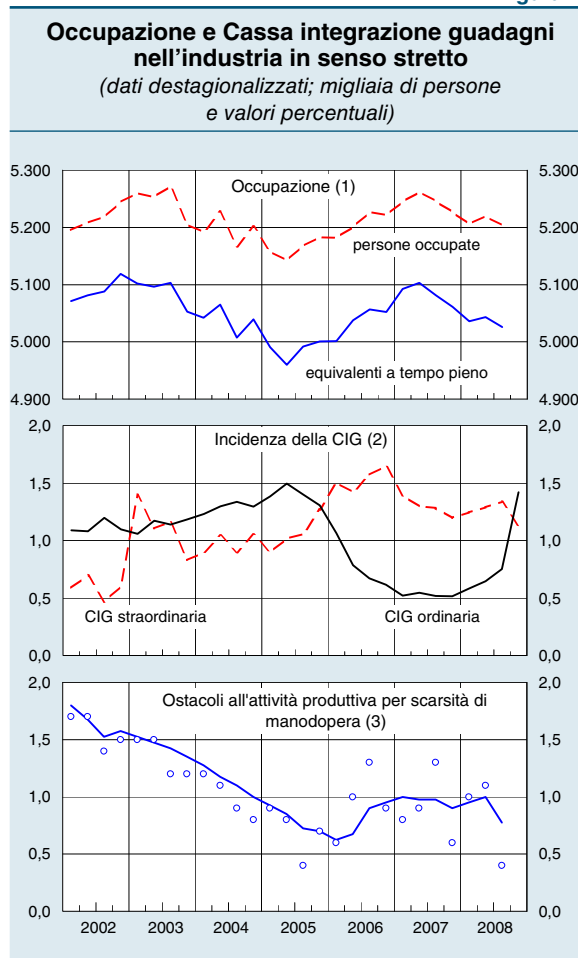 Occupazione e Cassa integrazione guadagni
nell'industria in senso stretto
(dati destagionalizzati; migliaia di persone
e valori percentuali)
5.300 5.300
Occupazione (1)
5.200 5.200
persone occupate
5.100 5.100
5.000 5.000
equivalenti a tempo pieno
4.900 4.900
2,0 2,0
Incidenza della CIG (2)
1,5 1,5
1,0 1,0
0,5 0,5
CIG straordinaria CIG ordinaria
0,0 0,0
2,0 2,0
Ostacoli all'attività produttiva per scarsità di
manodopera (3)
1,5 1,5
1,0 1,0
0,5 0,5
0,0 0,0
2002 2003 2004 2005 2006 2007 2008